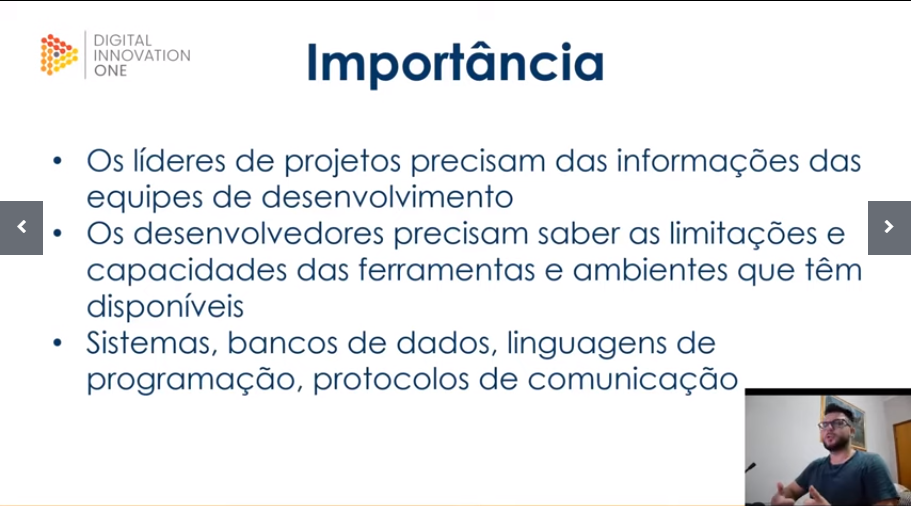 DIGITAL
INNOVATION
ONE
Importância
• Os líderes de projetos precisam das informações das
equipes de desenvolvimento
• Os desenvolvedores precisam saber as limitações e
capacidades das ferramentas e ambientes que têm
disponíveis
• Sistemas, bancos de dados, linguagens de
programação, protocolos de comunicação